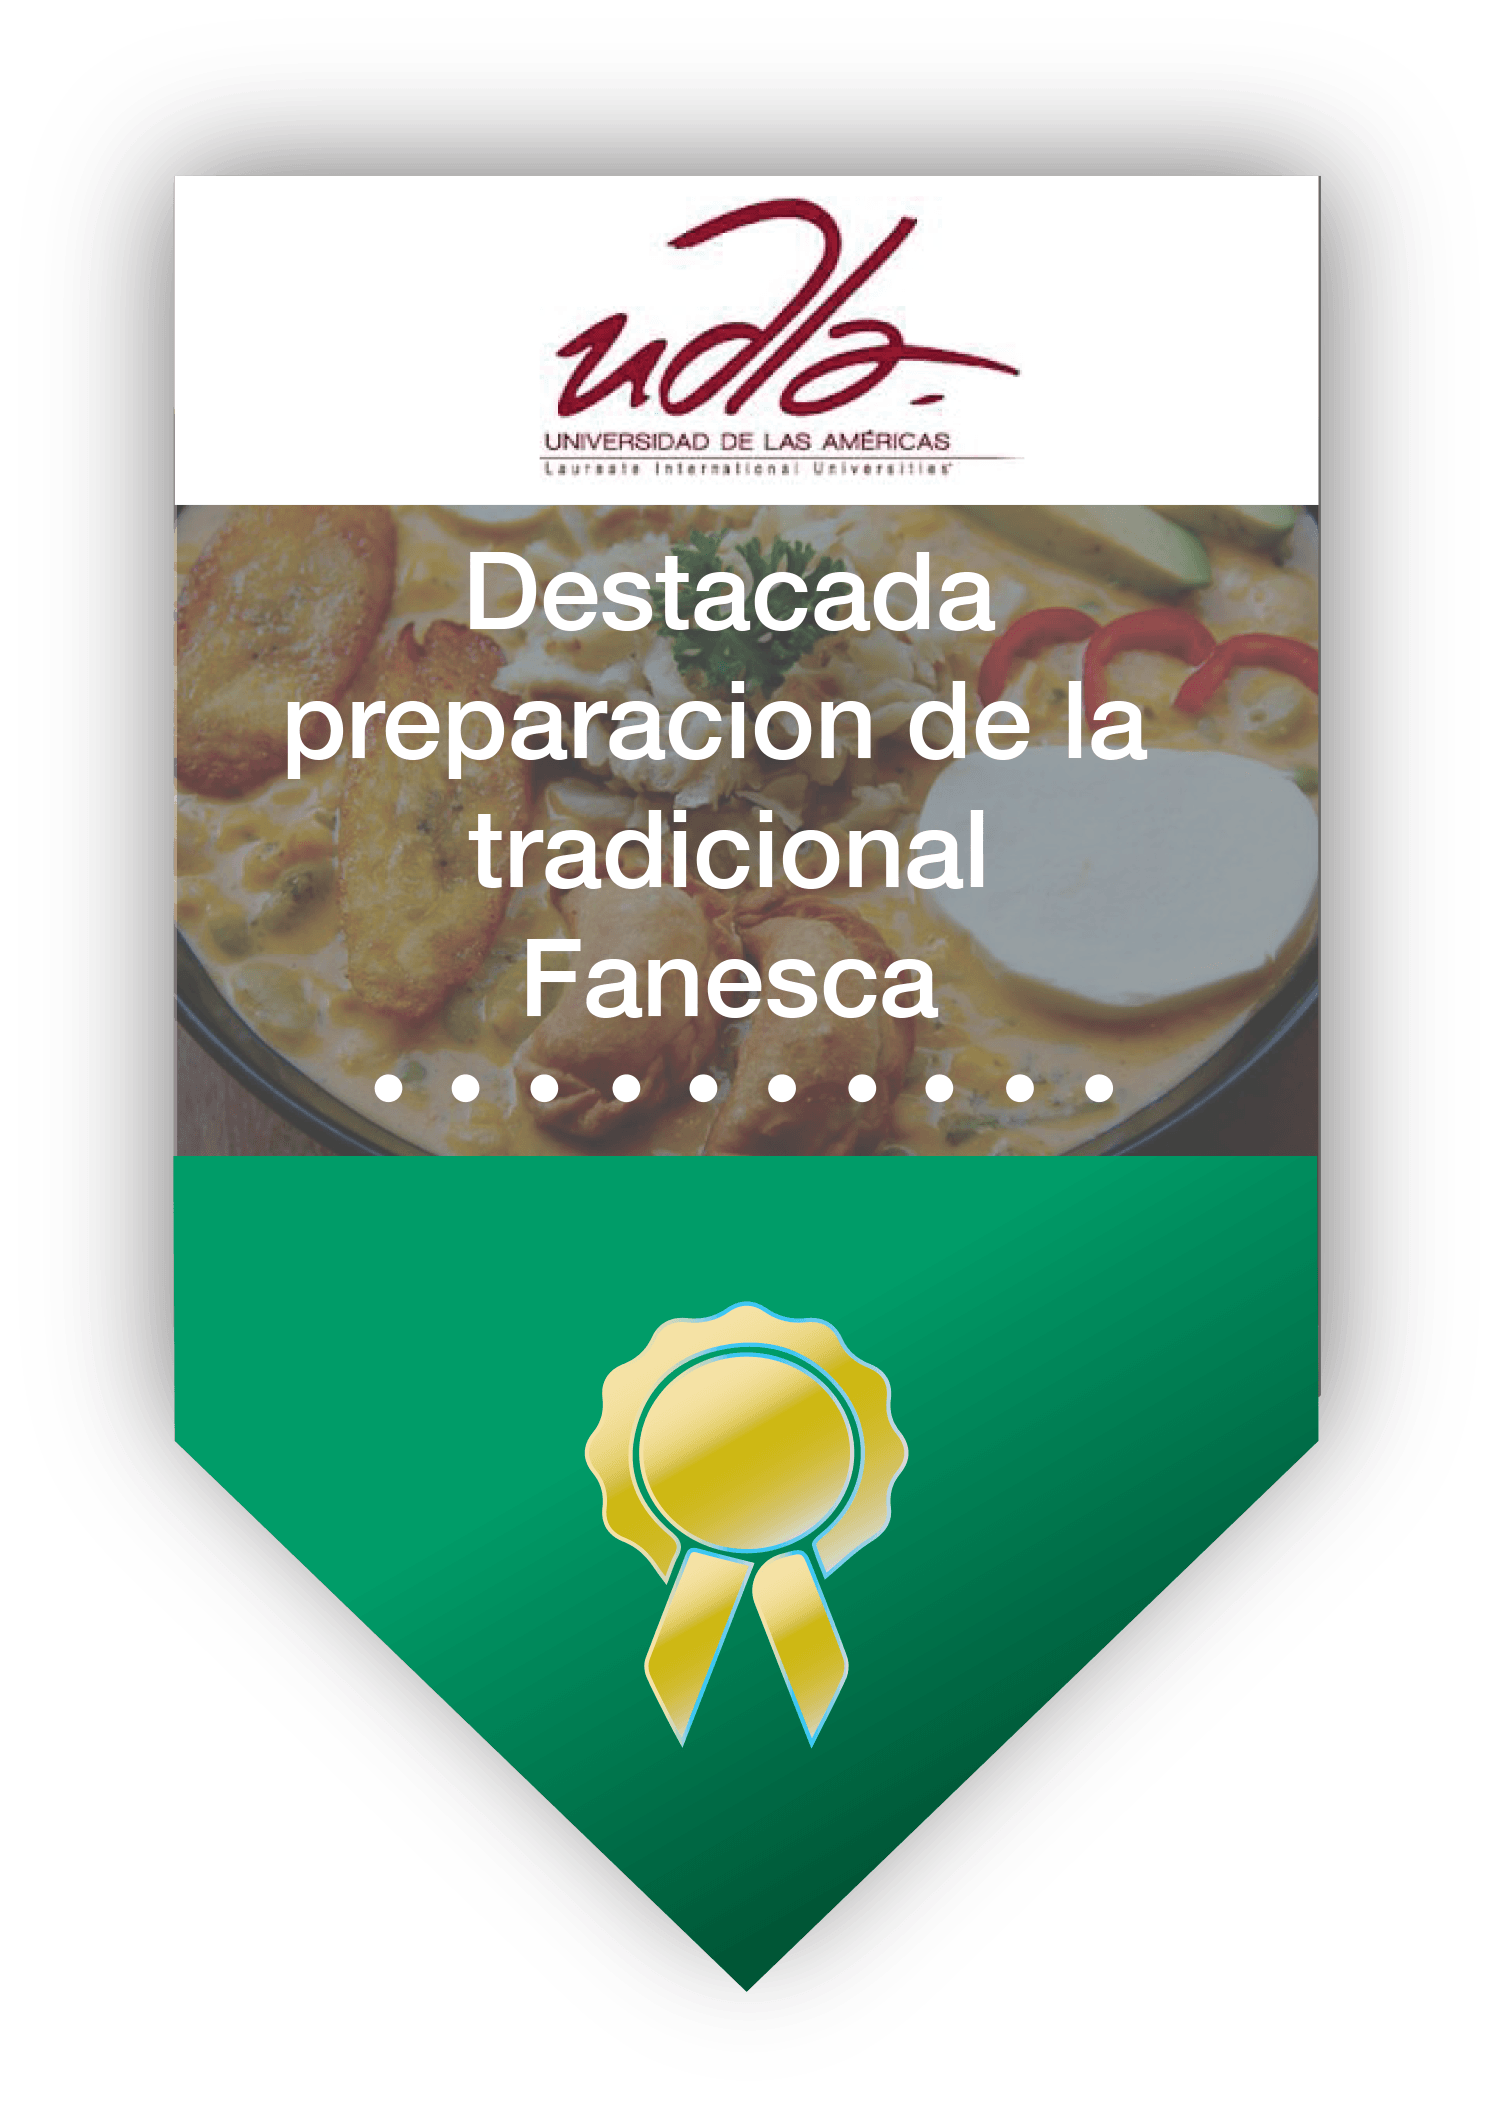 udla.
UNIVERSIDAD DE LAS AMÉRICAS
Laureate International Universities®
Destacada
preparacion de la
tradicional
Fanesca